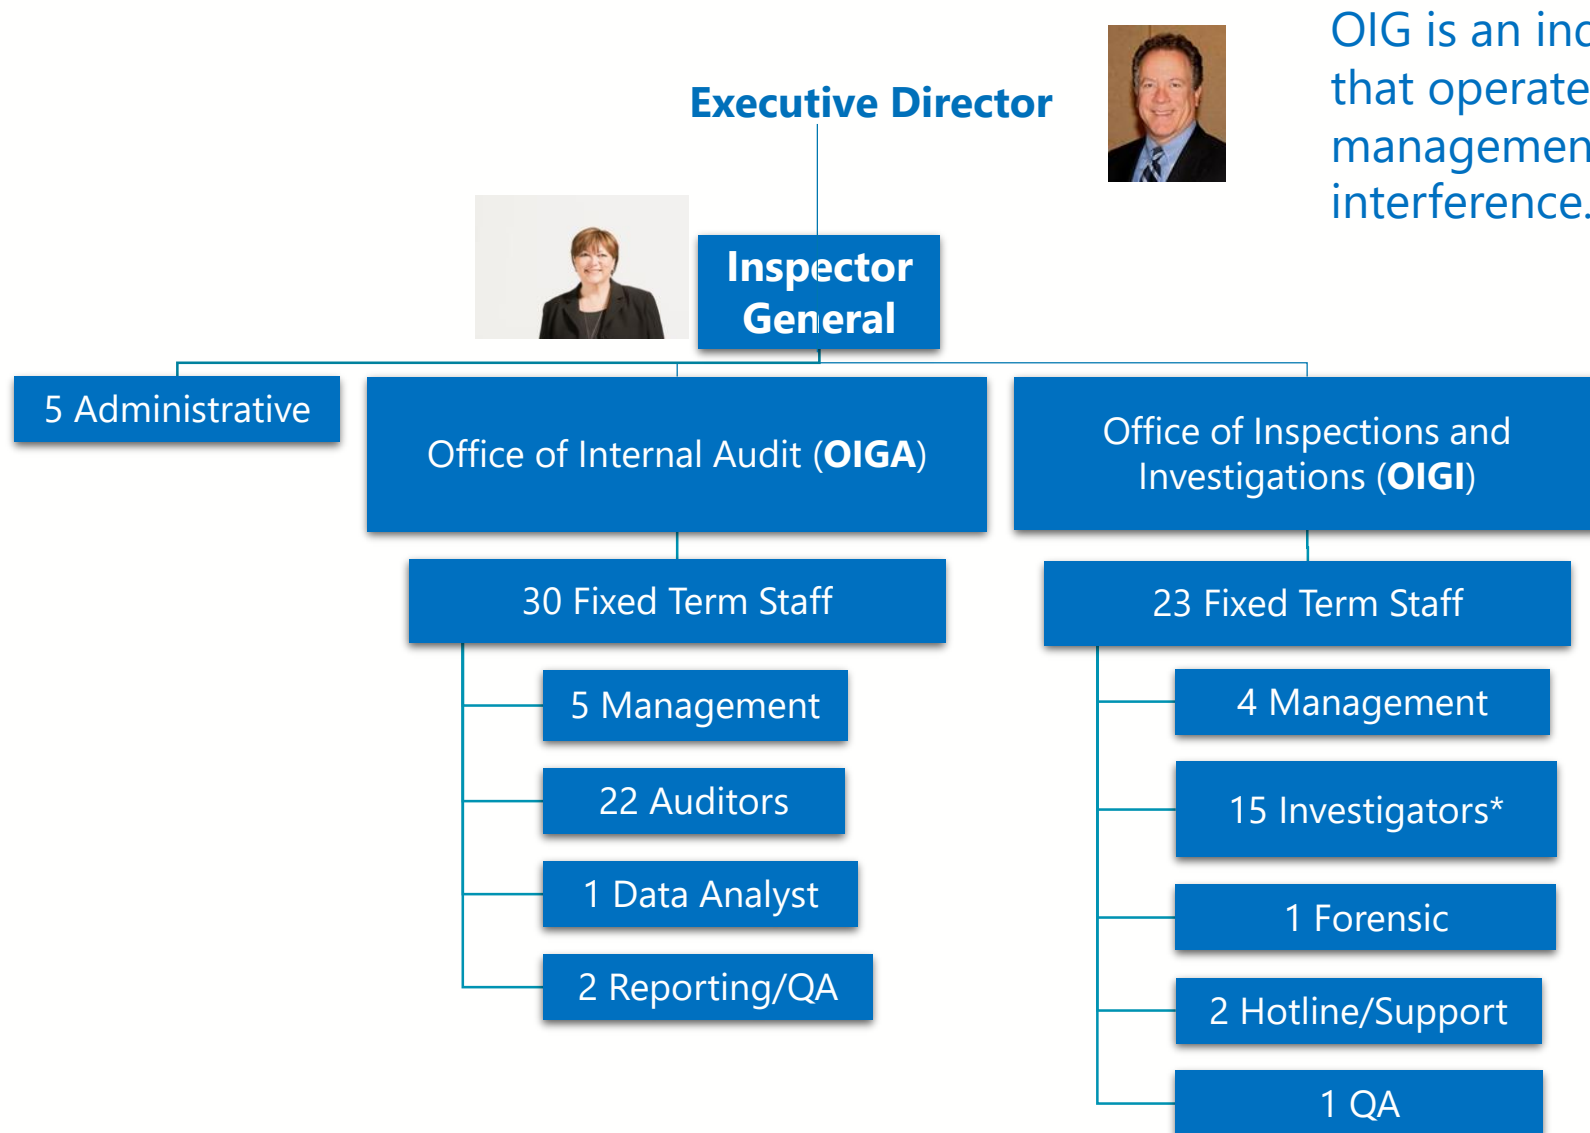 OIG is an
that operate
management
interference.
Executive Director
Inspector
General
5 Administrative
Office of Internal Audit (OIGA)
Office of Inspections and
Investigations (OIGI)
30 Fixed Term Staff
23 Fixed Term Staff
5 Management
22 Auditors
1 Data Analyst
2 Reporting/QA
4 Management
15 Investigators*
1 Forensic
2 Hotline/Support
1 QA